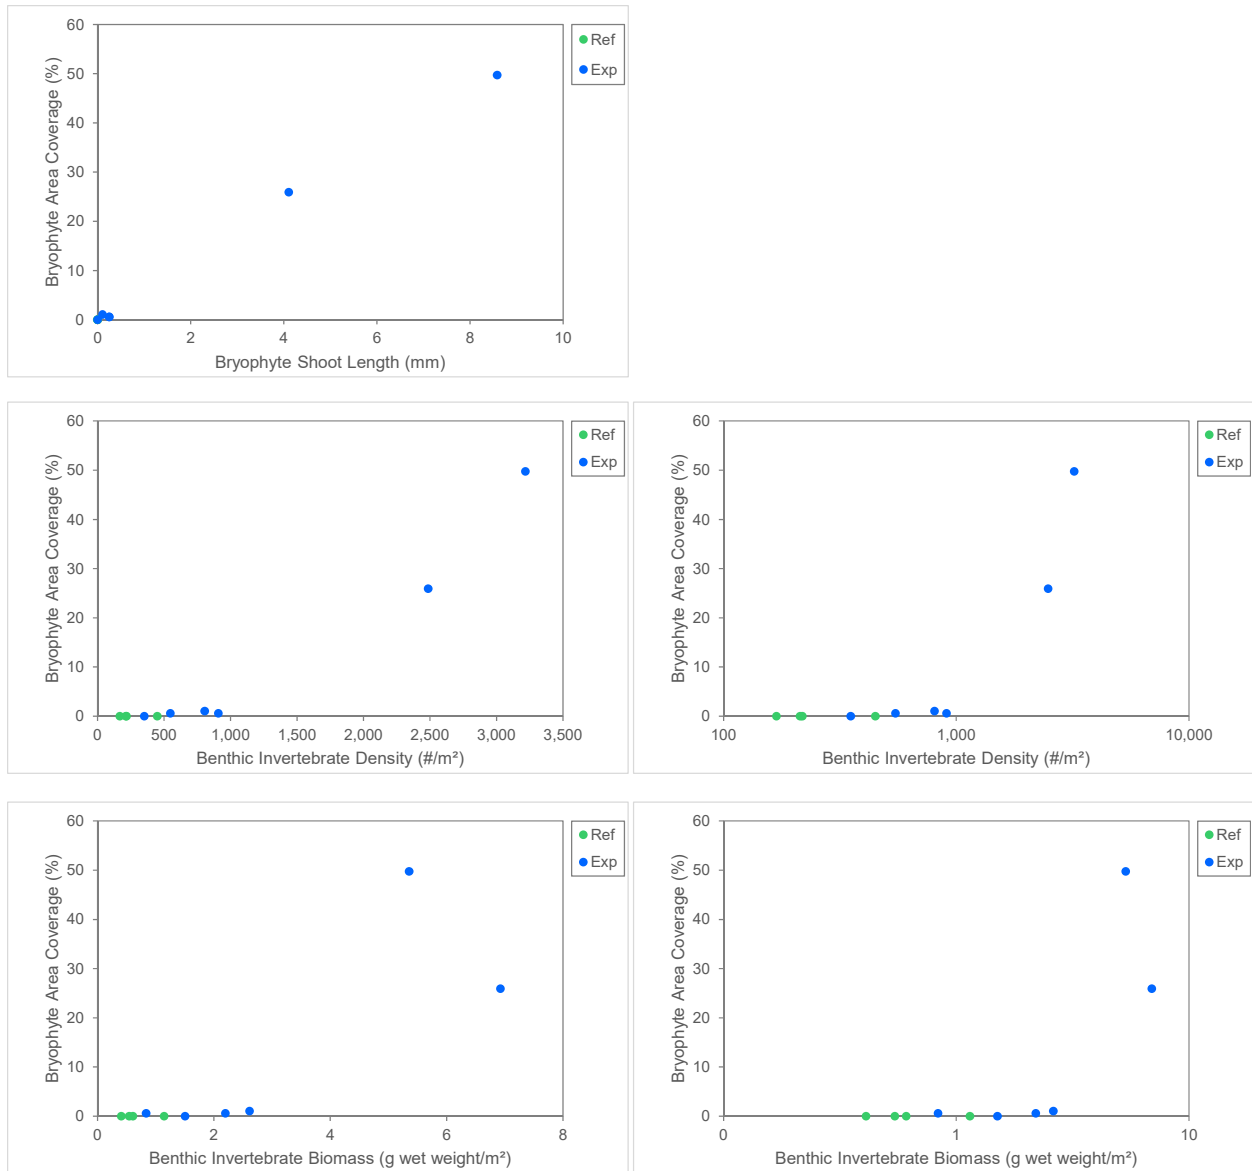 60
50
40
30
20
10
0
Bryophyte Area Coverage (%)
0 2 4 6 8 10
Bryophyte Shoot Length (mm)
Ref
Exp
60
50
40
30
20
10
0
Bryophyte Area Coverage (%)
0 500 1,000 1,500 2,000 2,500 3,000 3,500
Benthic Invertebrate Density (#/m²)
Ref
Exp
60
50
40
30
20
10
0
Bryophyte Area Coverage (%)
100 1,000 10,000
Benthic Invertebrate Density (#/m²)
Ref
Exp
60
50
40
30
20
10
0
Bryophyte Area Coverage (%)
0 2 4 6 8
Benthic Invertebrate Biomass (g wet weight/m²)
Ref
Exp
60
50
40
30
20
10
0
Bryophyte Area Coverage (%)
0 1 10
Benthic Invertebrate Biomass (g wet weight/m²)
Ref
Exp